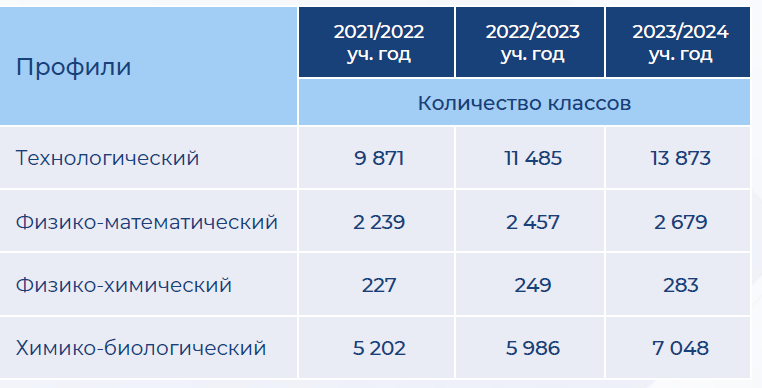 Профили
2021/2022
уч. год
2022/2023
уч. год
2023/2024
уч. год
Количество классов
Технологический 9 871 11 485 13 873
Физико-математический 2 239 2 457 2 679
Физико-химический 227 249 283
Химико-биологический 5 202 5 986 7 048